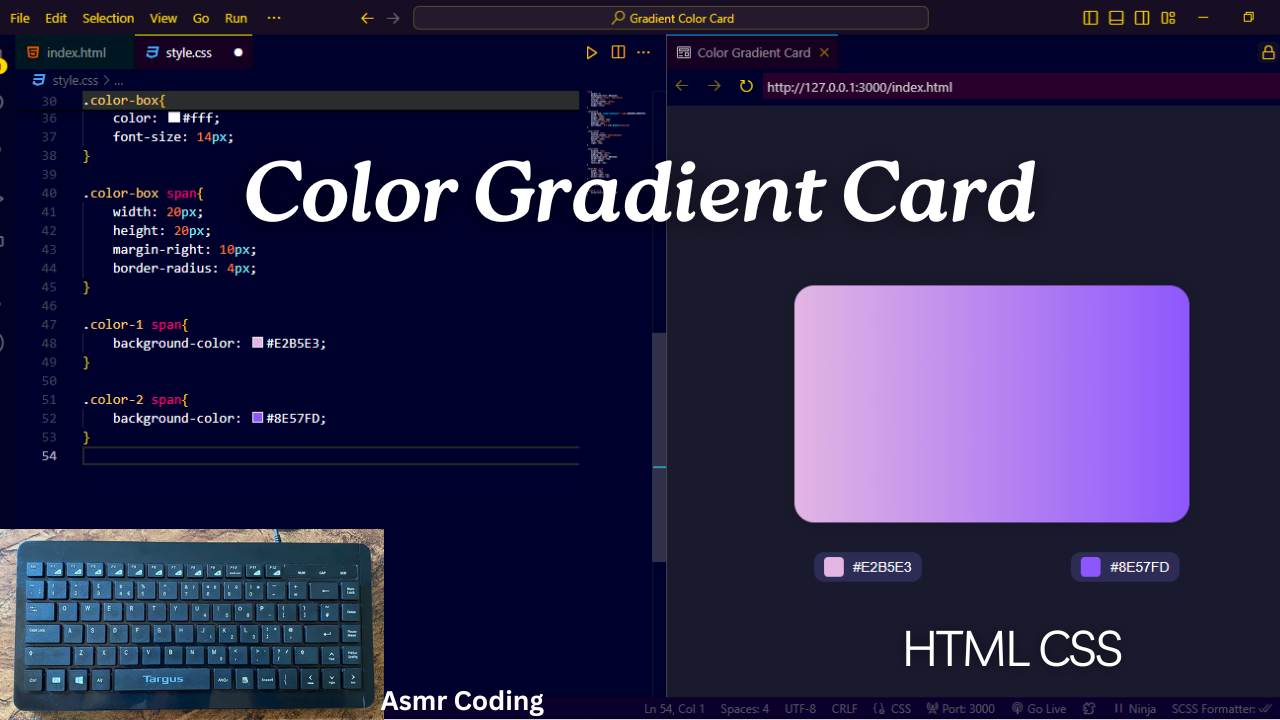 File Edit Selection View Go Run ···
Gradient Color Card
index.html
style.css
Color Gradient Card
style.css > ...
http://127.0.0.1:3000/index.html
30 .color-box{
36 color: #fff;
37 font-size: 14px;
38 }
39
40 .color-box span{
41 width: 20px;
42 height: 20px;
43 margin-right: 10px;
44 border-radius: 4px;
45 }
46
47 .color-1 span{
48 background-color: #E2B5E3;
49 }
50
51 .color-2 span{
52 background-color: #8E57FD;
53 }
54
Color Gradient Card
#E2B5E3
#8E57FD
HTML CSS
Targus
Asmr Coding
Ln 54, Col 1 Spaces: 4 UTF-8 CRLF {} CSS Port: 3000 Go Live Ninja SCSS Formatter: